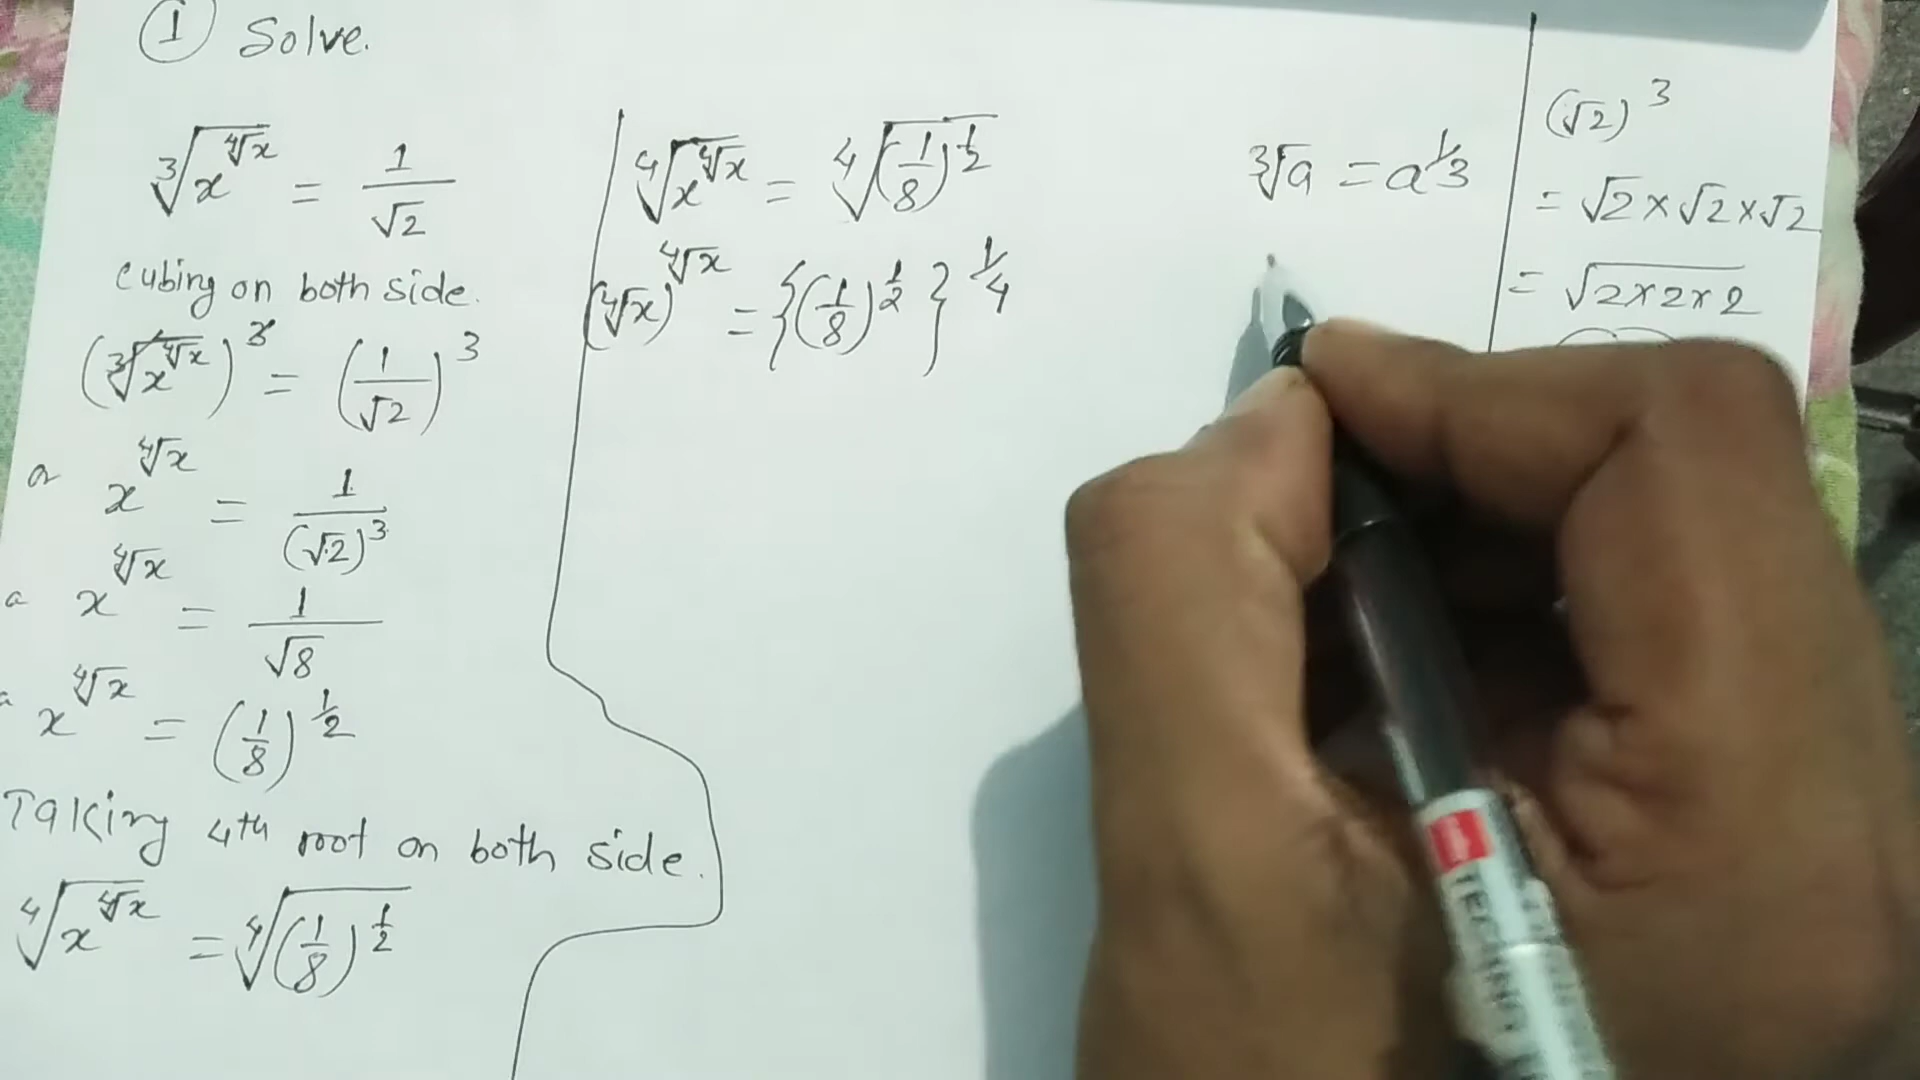 ① Solve.
∛(x^(∜x)) = 1/√2
cubing on both side.
(∛(x^(∜x)))^3 = (1/√2)^3
or x^(∜x) = 1/(√2)^3
x^(∜x) = 1/√8
x^(∜x) = (1/8)^(1/2)
Taking 4th root on both side.
∜(x^(∜x)) = ∜((1/8)^(1/2))
∜(x^(∜x)) = ∜((1/8)^(1/2))
(∜x)^(∜x) = {(1/8)^(1/2)}^(1/4)
∛a = a^(1/3)
(√2)^3
= √2 × √2 × √2
= √(2×2×2)